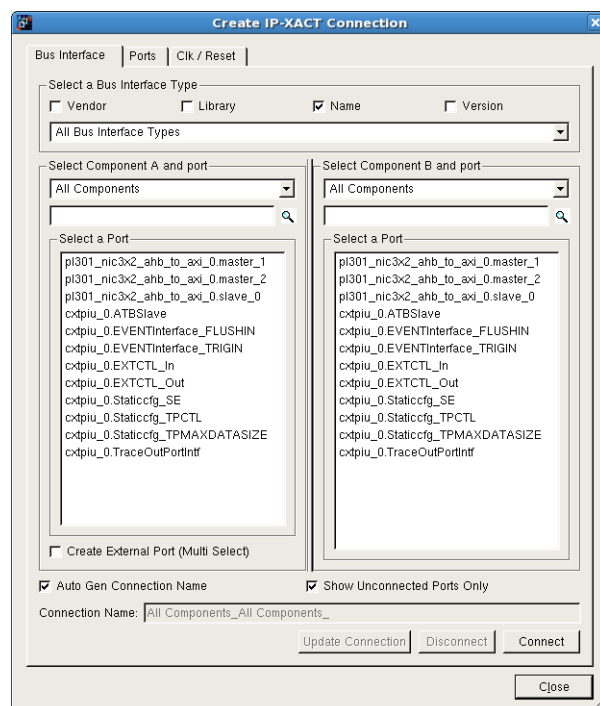 Create IP-XACT Connection
Bus Interface Ports Clk / Reset
Select a Bus Interface Type
Vendor Library Name Version
All Bus Interface Types
Select Component A and port
All Components
Select a Port
pl301_nic3x2_ahb_to_axi_0.master_1
pl301_nic3x2_ahb_to_axi_0.master_2
pl301_nic3x2_ahb_to_axi_0.slave_0
cxtpiu_0.ATBSlave
cxtpiu_0.EVENTInterface_FLUSHIN
cxtpiu_0.EVENTInterface_TRIGIN
cxtpiu_0.EXTCTL_In
cxtpiu_0.EXTCTL_Out
cxtpiu_0.Staticcfg_SE
cxtpiu_0.Staticcfg_TPCTL
cxtpiu_0.Staticcfg_TPMAXDATASIZE
cxtpiu_0.TraceOutPortIntf
Create External Port (Multi Select)
Select Component B and port
All Components
Select a Port
pl301_nic3x2_ahb_to_axi_0.master_1
pl301_nic3x2_ahb_to_axi_0.master_2
pl301_nic3x2_ahb_to_axi_0.slave_0
cxtpiu_0.ATBSlave
cxtpiu_0.EVENTInterface_FLUSHIN
cxtpiu_0.EVENTInterface_TRIGIN
cxtpiu_0.EXTCTL_In
cxtpiu_0.EXTCTL_Out
cxtpiu_0.Staticcfg_SE
cxtpiu_0.Staticcfg_TPCTL
cxtpiu_0.Staticcfg_TPMAXDATASIZE
cxtpiu_0.TraceOutPortIntf
Auto Gen Connection Name Show Unconnected Ports Only
Connection Name: All Components_All Components_
Update Connection Disconnect Connect
Close